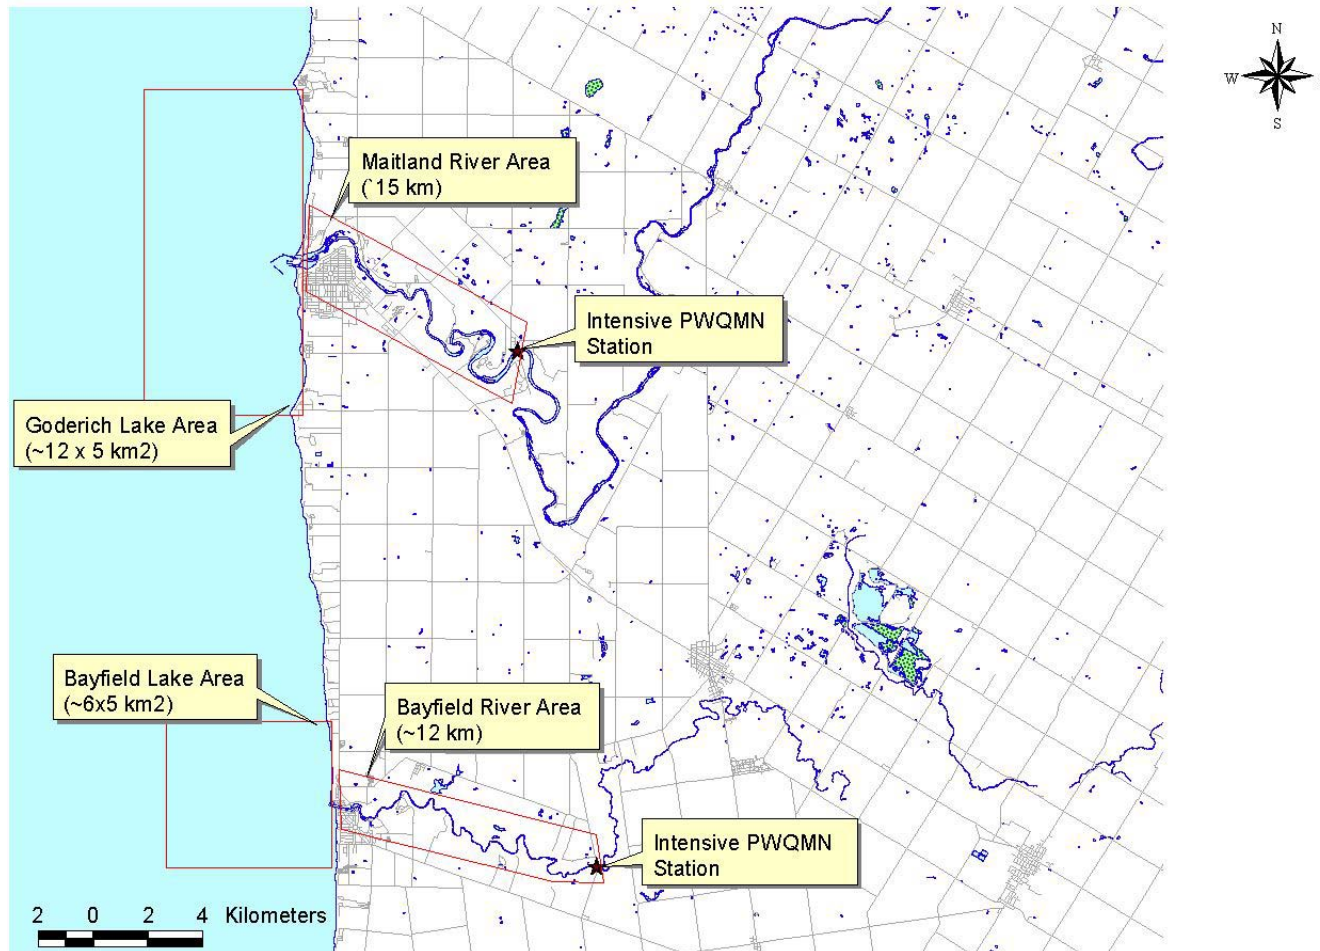 N
W
S
Maitland River Area
(~15 km)
Intensive PWQMN
Station
Goderich Lake Area
(~12 x 5 km2)
Bayfield Lake Area
(~6x5 km2)
Bayfield River Area
(~12 km)
Intensive PWQMN
Station
2 0 2 4 Kilometers